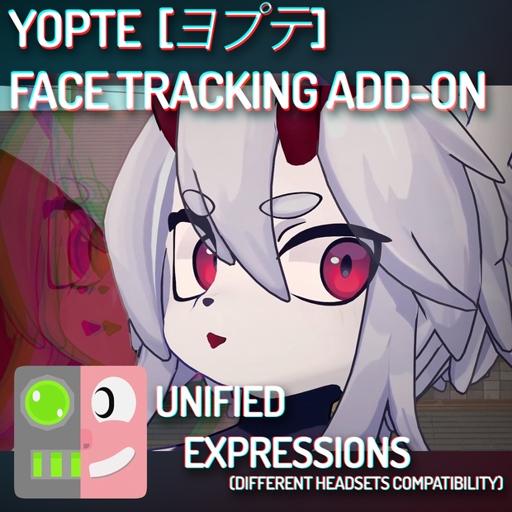 YOPTE [ヨプテ]
FACE TRACKING ADD-ON
UNIFIED
EXPRESSIONS
(DIFFERENT HEADSETS COMPATIBILITY)